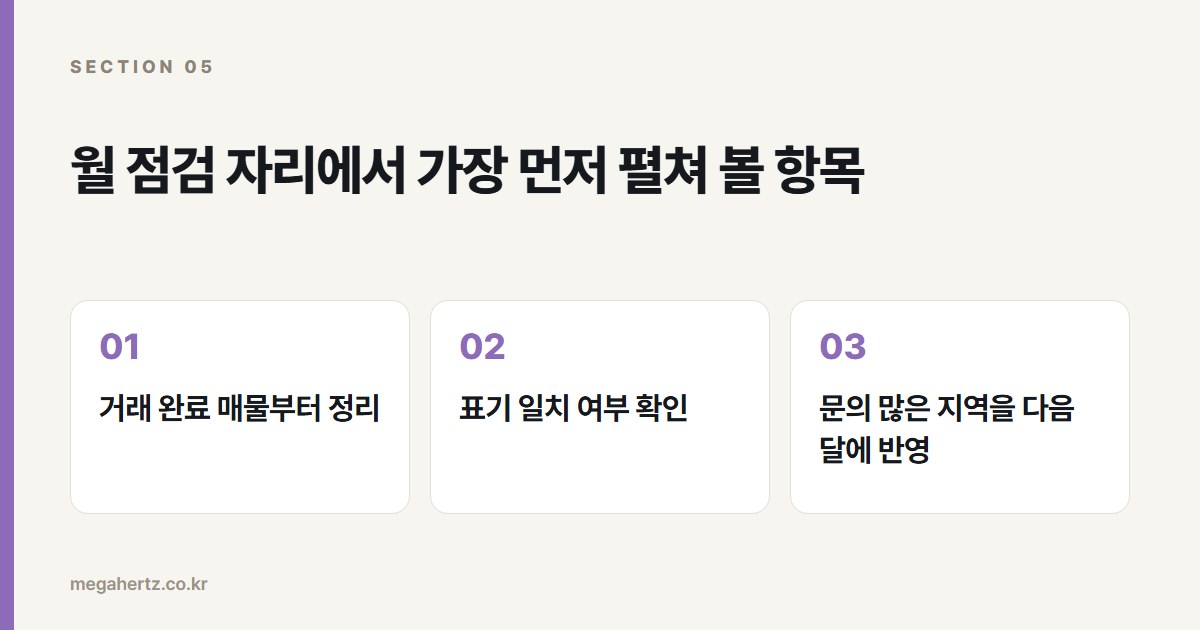 SECTION 05
월 점검 자리에서 가장 먼저 펼쳐 볼 항목
01
거래 완료 매물부터 정리
02
표기 일치 여부 확인
03
문의 많은 지역을 다음
달에 반영
megahertz.co.kr